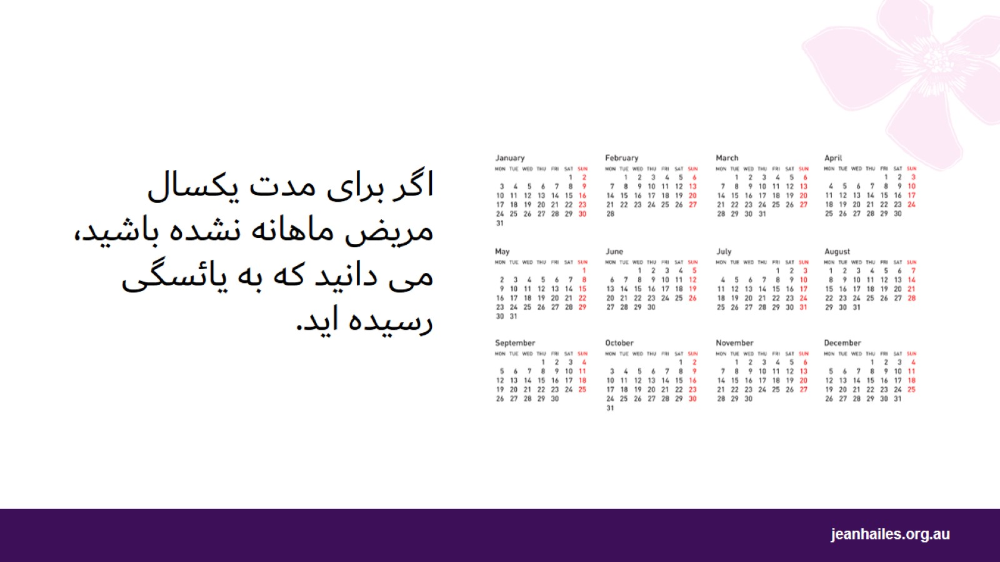 اگر برای مدت یکسال
مریض ماهانه نشده باشید،
می دانید که به یائسگی
رسیده اید.
January
MON TUE WED THU FRI SAT SUN
1 2
3 4 5 6 7 8 9
10 11 12 13 14 15 16
17 18 19 20 21 22 23
24 25 26 27 28 29 30
31
February
MON TUE WED THU FRI SAT SUN
1 2 3 4 5 6
7 8 9 10 11 12 13
14 15 16 17 18 19 20
21 22 23 24 25 26 27
28
March
MON TUE WED THU FRI SAT SUN
1 2 3 4 5 6
7 8 9 10 11 12 13
14 15 16 17 18 19 20
21 22 23 24 25 26 27
28 29 30 31
April
MON TUE WED THU FRI SAT SUN
1 2 3
4 5 6 7 8 9 10
11 12 13 14 15 16 17
18 19 20 21 22 23 24
25 26 27 28 29 30
May
MON TUE WED THU FRI SAT SUN
1
2 3 4 5 6 7 8
9 10 11 12 13 14 15
16 17 18 19 20 21 22
23 24 25 26 27 28 29
30 31
June
MON TUE WED THU FRI SAT SUN
1 2 3 4 5
6 7 8 9 10 11 12
13 14 15 16 17 18 19
20 21 22 23 24 25 26
27 28 29 30
July
MON TUE WED THU FRI SAT SUN
1 2 3
4 5 6 7 8 9 10
11 12 13 14 15 16 17
18 19 20 21 22 23 24
25 26 27 28 29 30 31
August
MON TUE WED THU FRI SAT SUN
1 2 3 4 5 6 7
8 9 10 11 12 13 14
15 16 17 18 19 20 21
22 23 24 25 26 27 28
29 30 31
September
MON TUE WED THU FRI SAT SUN
1 2 3 4
5 6 7 8 9 10 11
12 13 14 15 16 17 18
19 20 21 22 23 24 25
26 27 28 29 30
October
MON TUE WED THU FRI SAT SUN
1 2
3 4 5 6 7 8 9
10 11 12 13 14 15 16
17 18 19 20 21 22 23
24 25 26 27 28 29 30
31
November
MON TUE WED THU FRI SAT SUN
1 2 3 4 5 6
7 8 9 10 11 12 13
14 15 16 17 18 19 20
21 22 23 24 25 26 27
28 29 30
December
MON TUE WED THU FRI SAT SUN
1 2 3 4
5 6 7 8 9 10 11
12 13 14 15 16 17 18
19 20 21 22 23 24 25
26 27 28 29 30 31
jeanhailes.org.au